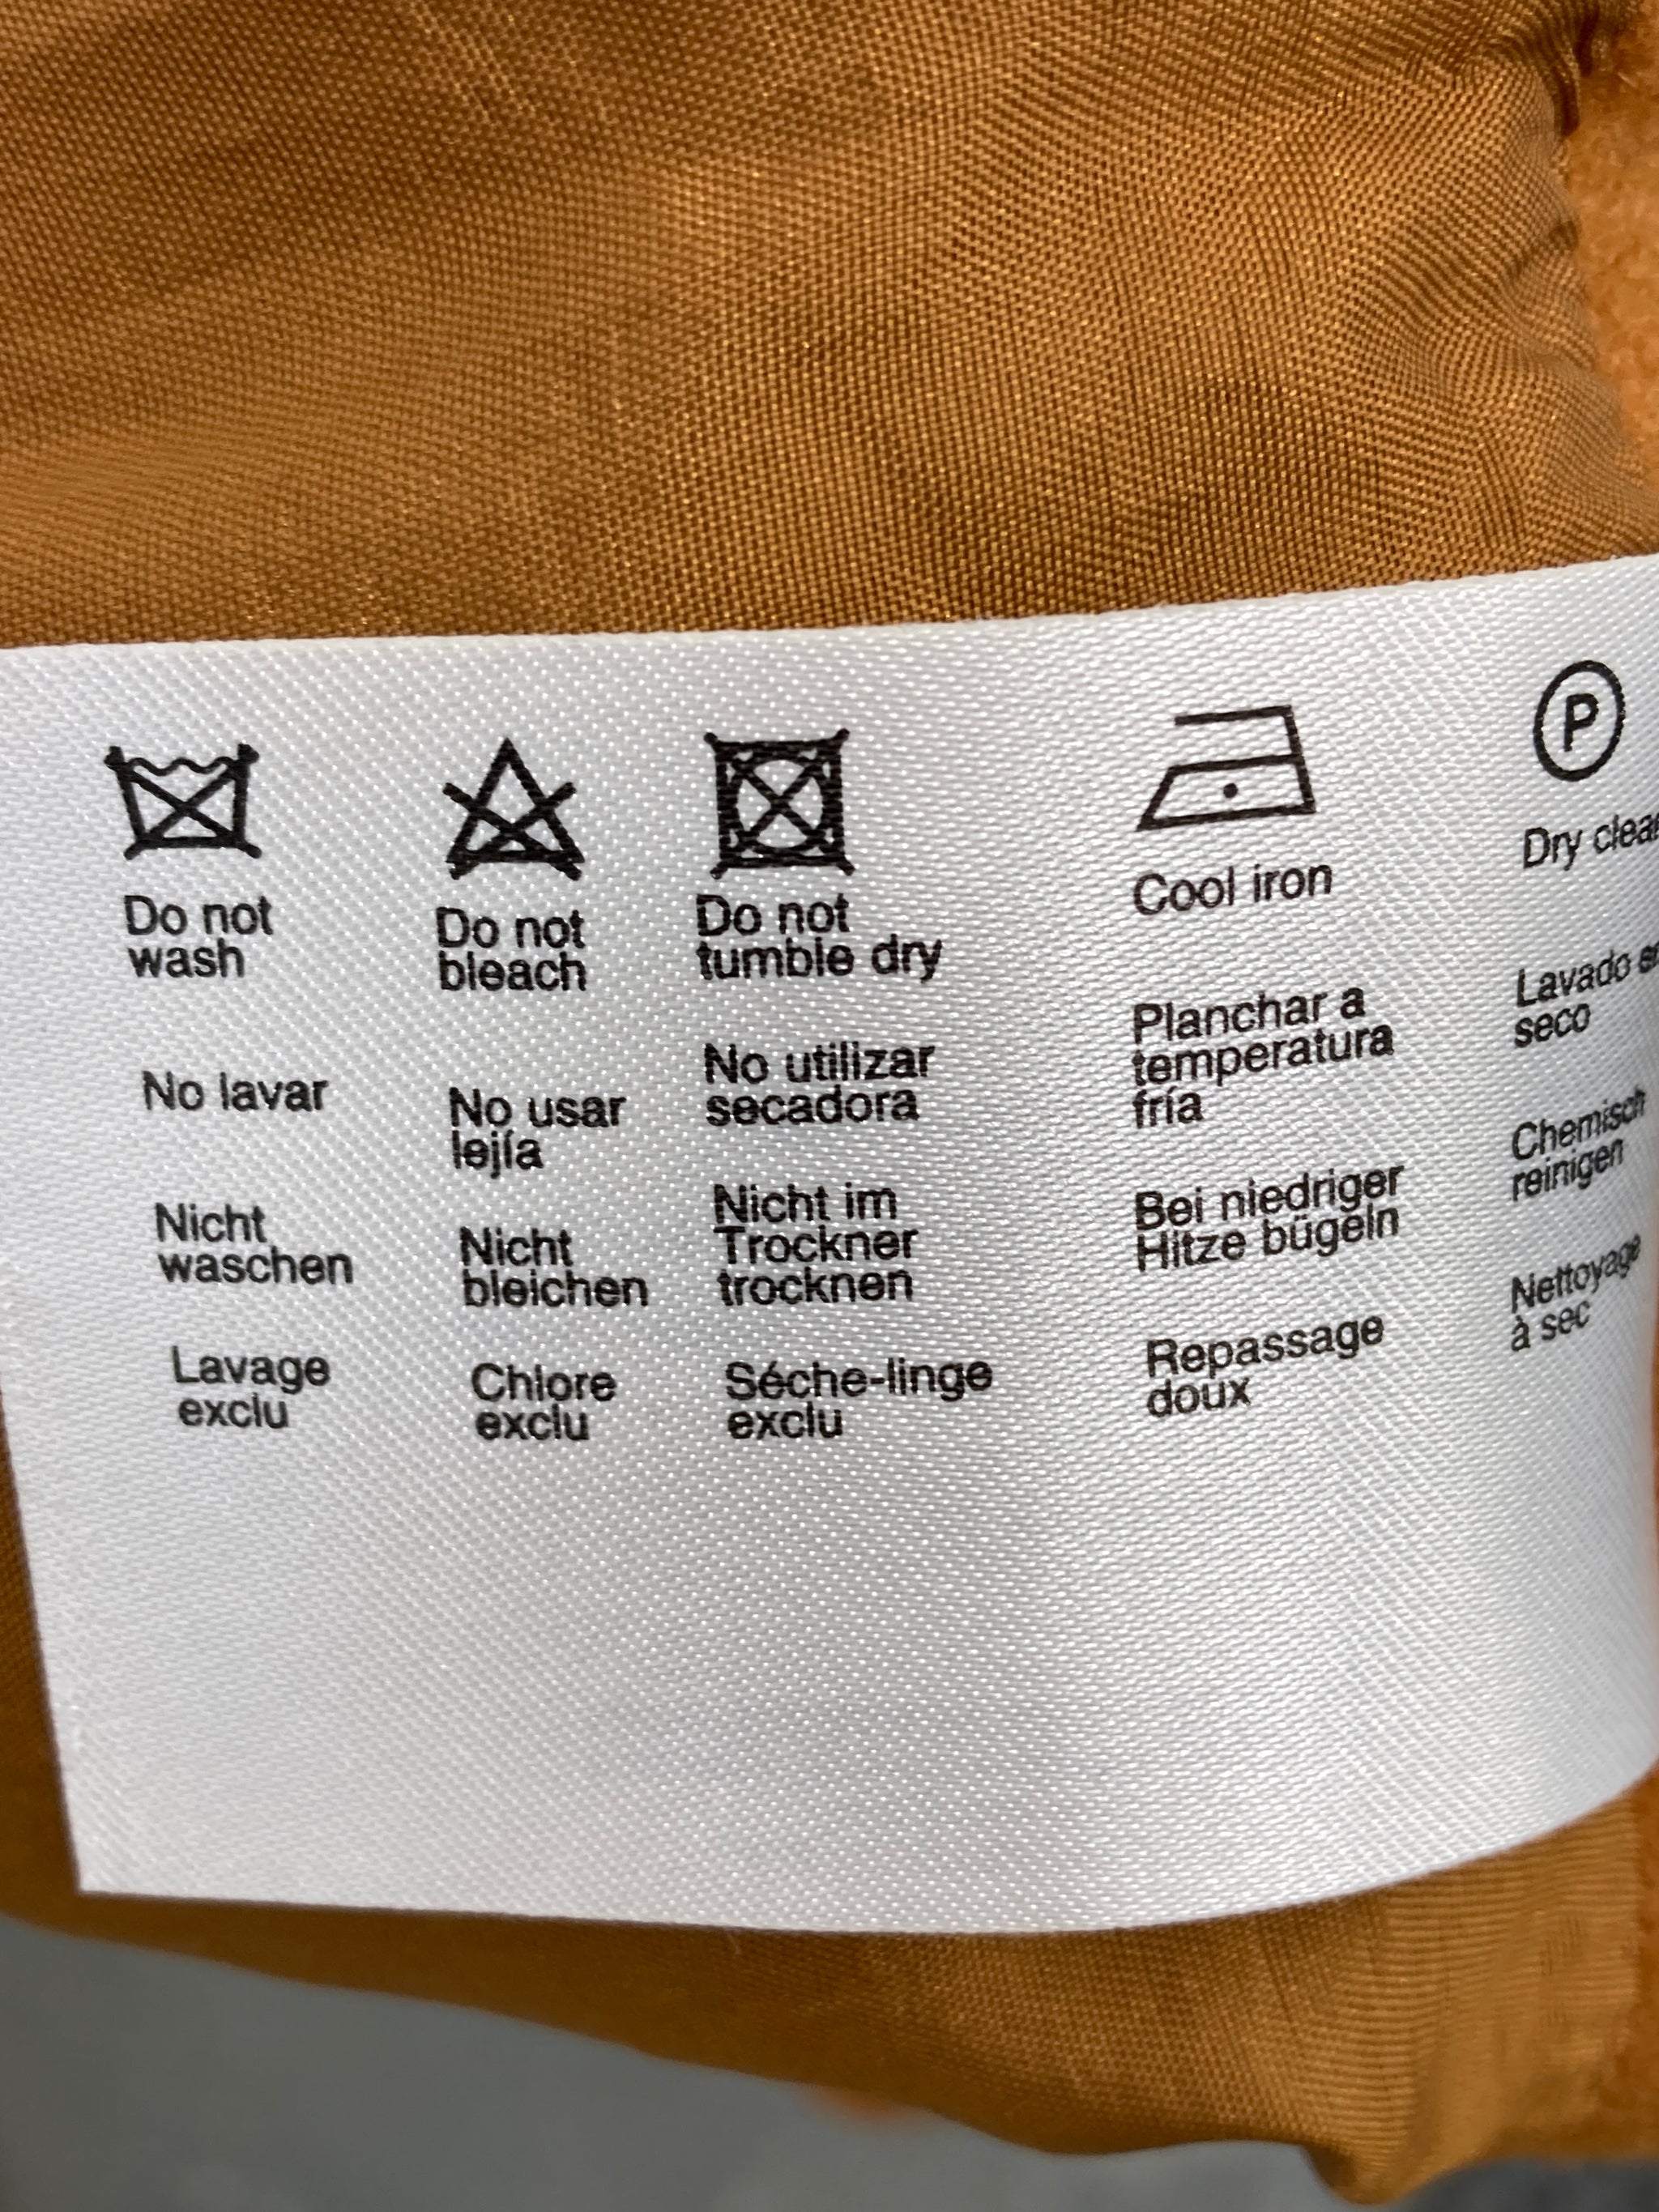 Do not
wash
No lavar
Nicht
waschen
Lavage
exclu
Do not
bleach
No usar
lejía
Nicht
bleichen
Chlore
exclu
Do not
tumble dry
No utilizar
secadora
Nicht im
Trockner
trocknen
Séche-linge
exclu
Cool iron
Planchar a
temperatura
fría
Bei niedriger
Hitze bügeln
Repassage
doux
P
Dry
Lavado
seco
Chemisch
reinigen
Nettoyage
à sec